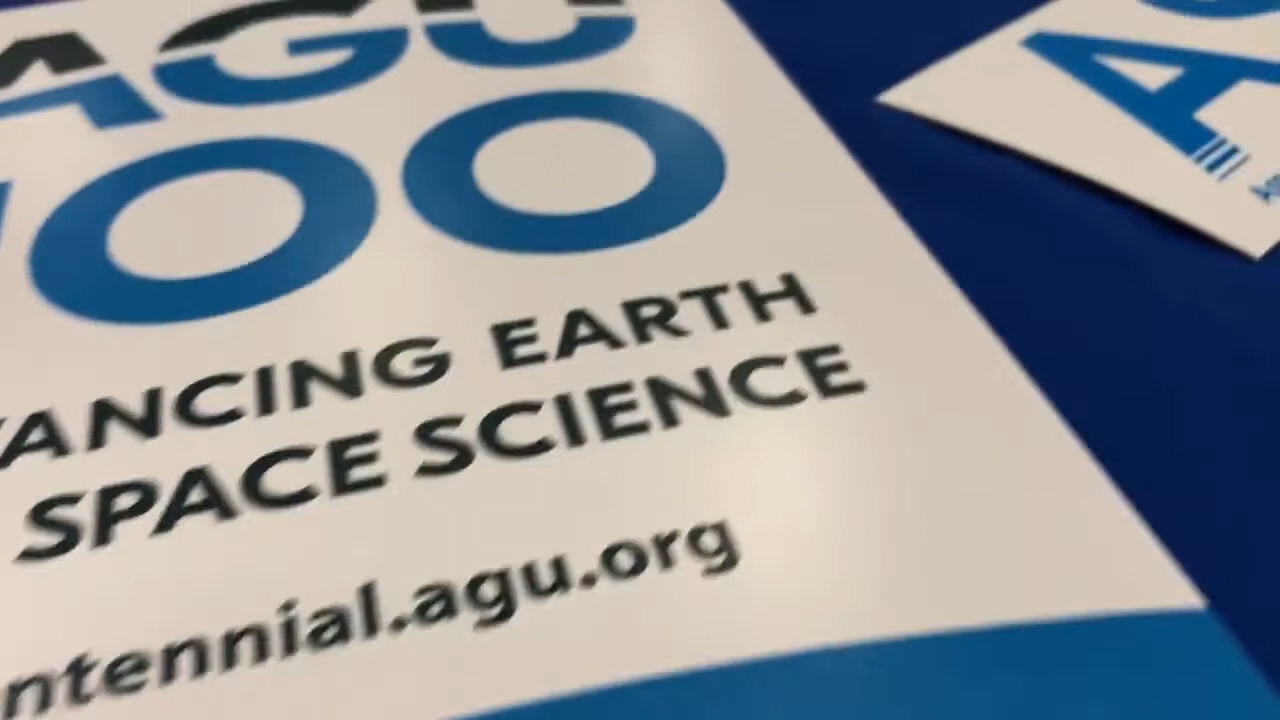 AGU
100
ANCING EARTH
SPACE SCIENCE
ntennial.agu.org